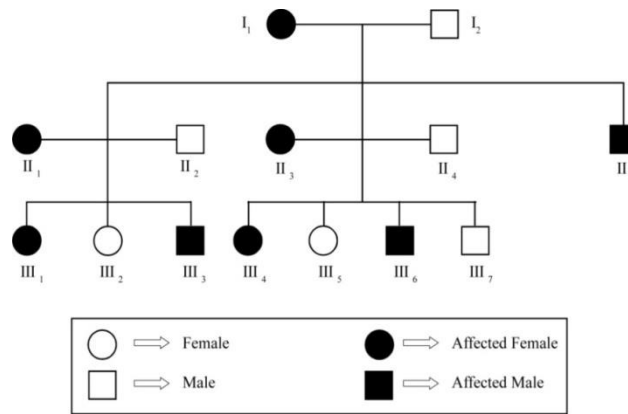 I1 I2
II1 II2 II3 II4 II
III1 III2 III3 III4 III5 III6 III7
Female Affected Female
Male Affected Male